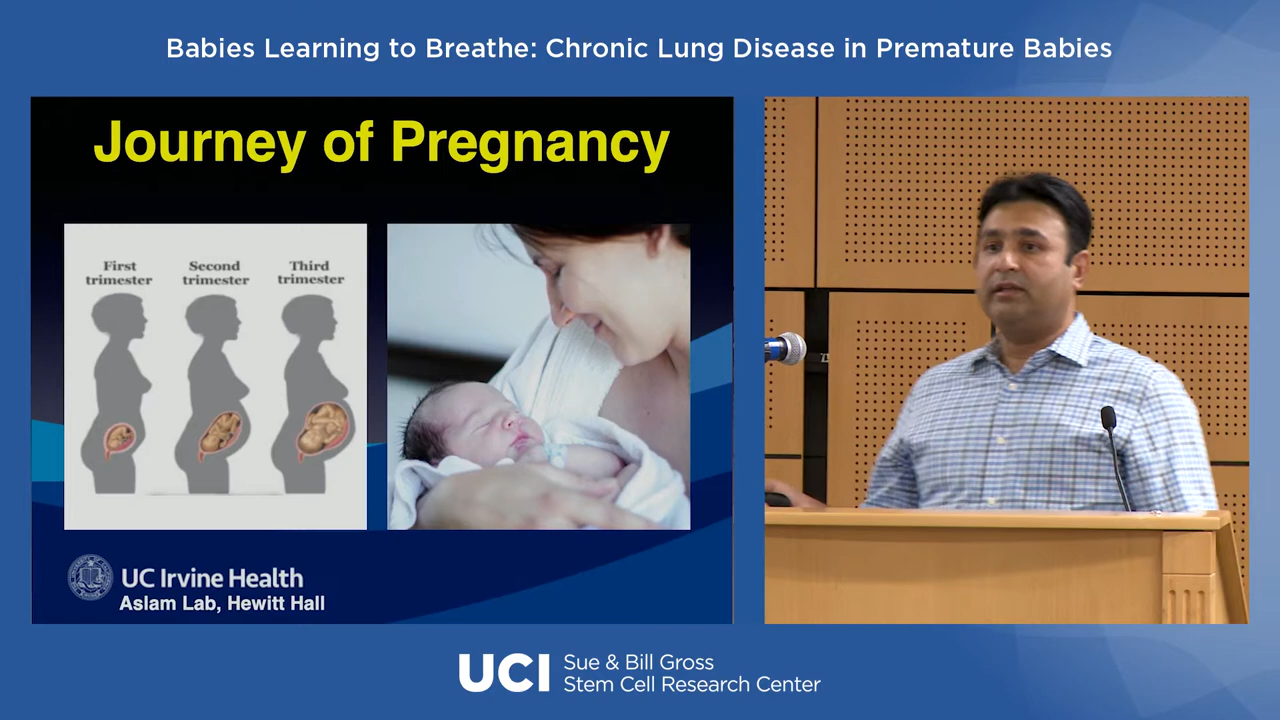 Babies Learning to Breathe: Chronic Lung Disease in Premature Babies
Journey of Pregnancy
First trimester
Second trimester
Third trimester
UC Irvine Health
Aslam Lab, Hewitt Hall
UCI
Sue & Bill Gross
Stem Cell Research Center